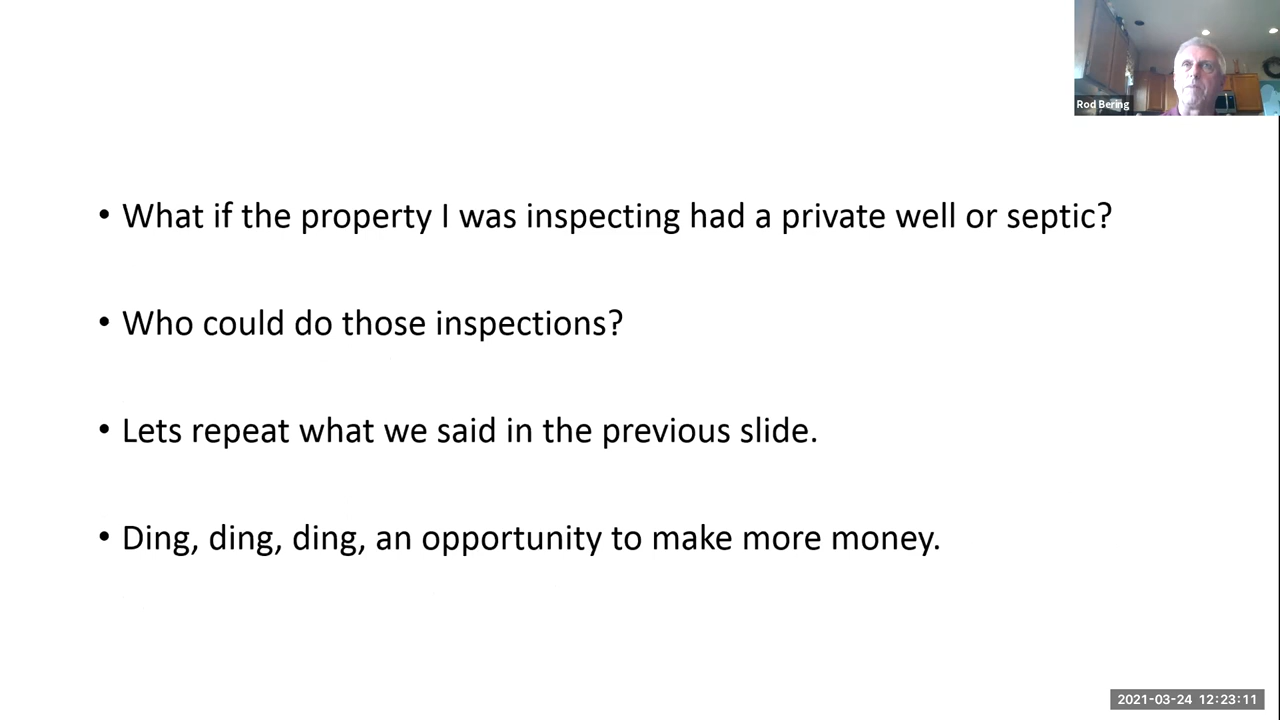 Rod Bering
• What if the property I was inspecting had a private well or septic?
• Who could do those inspections?
• Lets repeat what we said in the previous slide.
• Ding, ding, ding, an opportunity to make more money.
2021-03-24 12:23:11